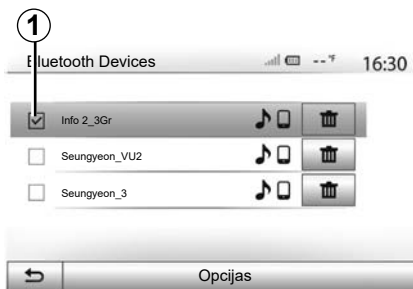 1
Bluetooth Devices -- °F 16:30
Info 2_3Gr
Seungyeon_VU2
Seungyeon_3
Opcijas